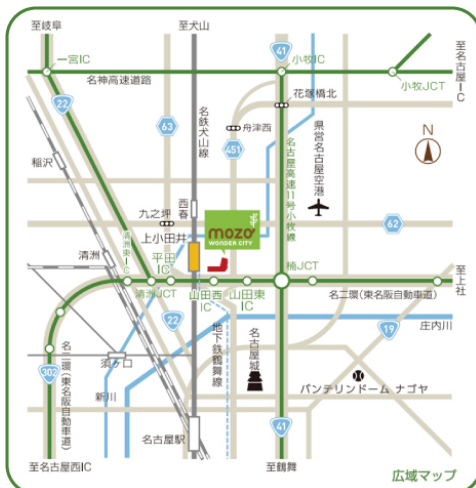 至岐阜
至犬山
41
至名古屋IC
一宮IC
小牧IC
小牧JCT
名神高速道路
花塚橋北
22
63
名鉄犬山線
舟津西
451
名古屋高速11号小牧線
県営名古屋空港
N
稲沢
西春
九之坪
62
mozo
WONDER CITY
上小田井
清洲
清洲東IC
平田IC
楠JCT
至上社
清洲JCT
山田西IC
山田東IC
名二環(東名阪自動車道)
22
19
庄内川
地下鉄鶴舞線
名古屋城
須ケ口
302
名二環(東名阪自動車道)
新川
バンテリンドーム ナゴヤ
名古屋駅
41
至名古屋西IC
至鶴舞
広域マップ